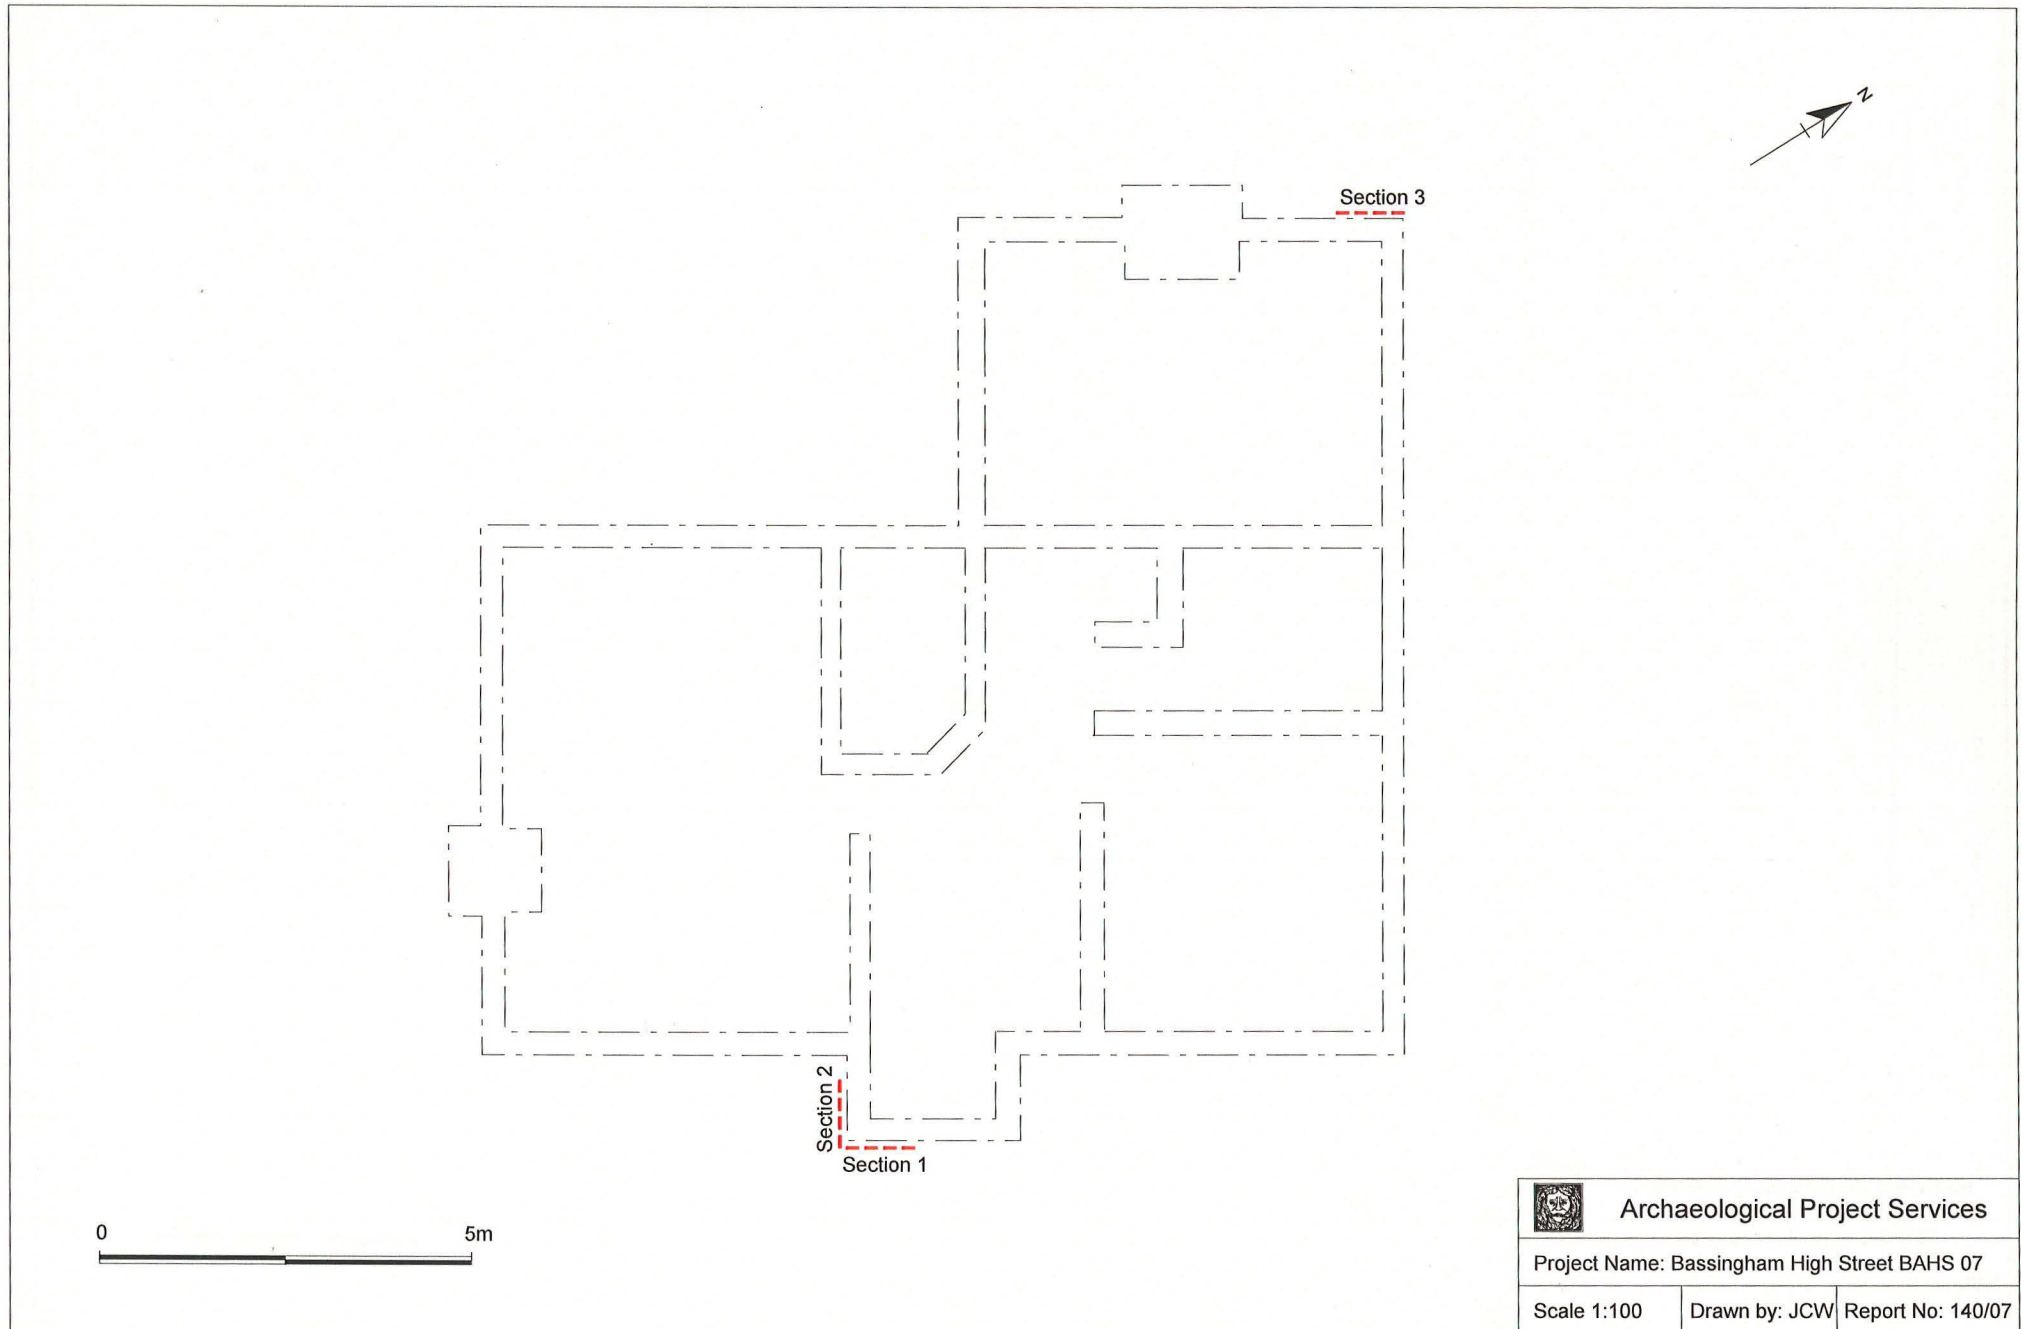 N
Section 3
Section 2
Section 1
0 5m
Archaeological Project Services
Project Name: Bassingham High Street BAHS 07
Scale 1:100 Drawn by: JCW Report No: 140/07